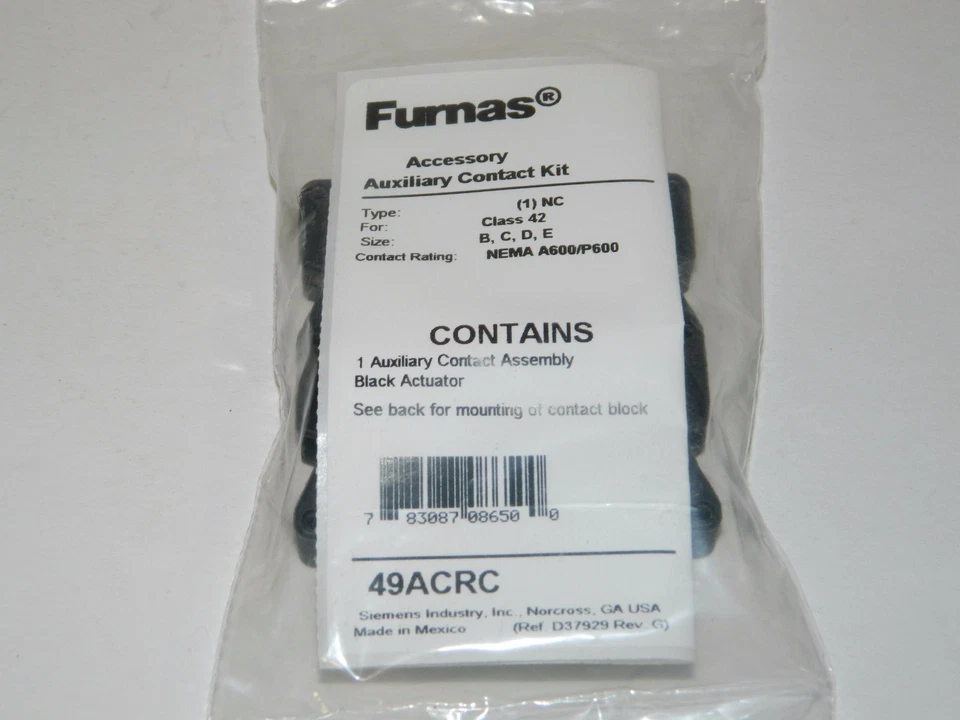 Furnas®
Accessory
Auxiliary Contact Kit
Type: (1) NC
For: Class 42
Size: B, C, D, E
Contact Rating: NEMA A600/P600
CONTAINS
1 Auxiliary Contact Assembly
Black Actuator
See back for mounting of contact block
7 83087 08650 0
49ACRC
Siemens Industry, Inc., Norcross, GA USA
Made in Mexico (Ref D37929 Rev. G)